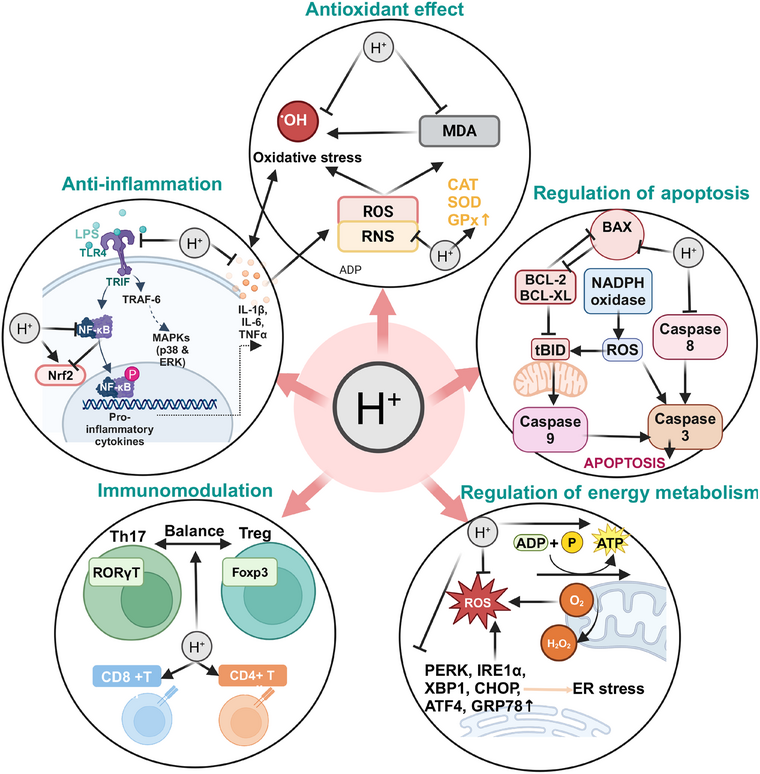 Antioxidant effect
H⁺
•OH
MDA
Oxidative stress
ROS
RNS
CAT
SOD
GPx↑
H⁺
ADP
Anti-inflammation
LPS
TLR4
H⁺
TRIF
TRAF-6
IL-1β,
IL-6,
TNFα
H⁺
NF-κB
MAPKs
(p38 &
ERK)
Nrf2
P
NF-κB
Pro-
inflammatory
cytokines
Regulation of apoptosis
BAX
H⁺
BCL-2
BCL-XL
NADPH
oxidase
Caspase
8
tBID
ROS
Caspase
9
Caspase
3
APOPTOSIS
H⁺
Immunomodulation
Th17
Balance
Treg
RORγT
Foxp3
H⁺
CD8 +T
CD4+ T
Regulation of energy metabolism
H⁺
ADP + P
ATP
ROS
O₂
H₂O₂
PERK, IRE1α,
XBP1, CHOP,
ATF4, GRP78↑
ER stress